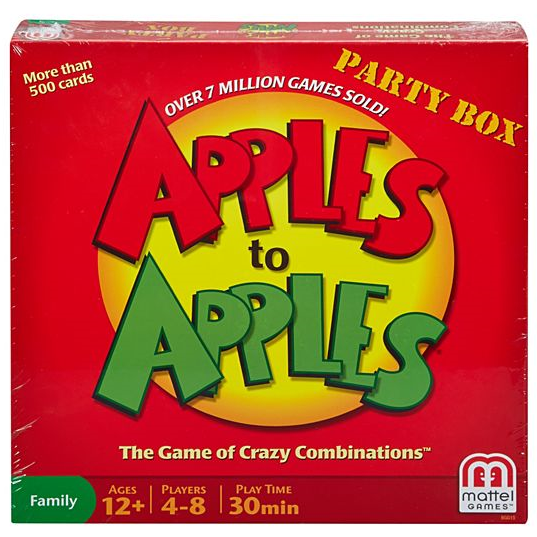 More than
500 cards
OVER 7 MILLION GAMES SOLD!
PARTY BOX
APPLES
to
APPLES
The Game of Crazy Combinations™
Family
AGES
12+
PLAYERS
4-8
PLAY TIME
30min
mattel
GAMES™